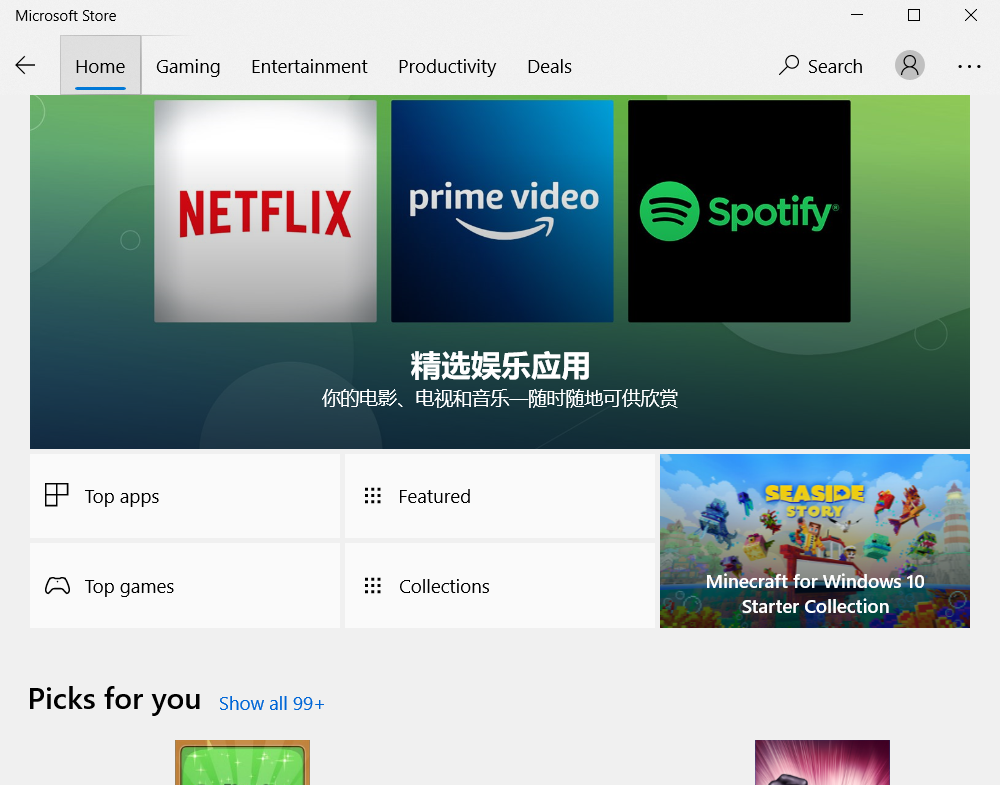 Microsoft Store
Home Gaming Entertainment Productivity Deals Search
NETFLIX prime video Spotify®
精选娱乐应用
你的电影、电视和音乐—随时随地可供欣赏
Top apps
Featured
SEASIDE
STORY
Top games
Collections
Minecraft for Windows 10
Starter Collection
Picks for you Show all 99+